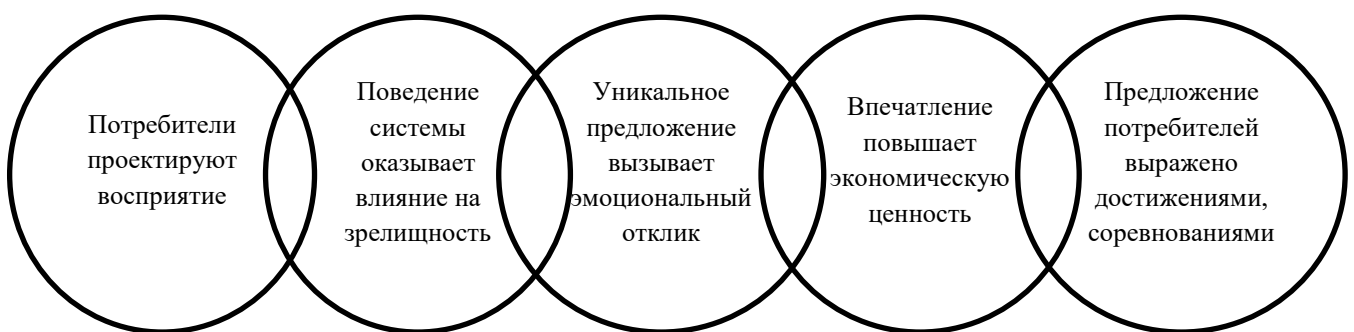 Потребители
проектируют
восприятие
Поведение
системы
оказывает
влияние на
зрелищность
Уникальное
предложение
вызывает
эмоциональный
отклик
Впечатление
повышает
экономическую
ценность
Предложение
потребителей
выражено
достижениями,
соревнованиями